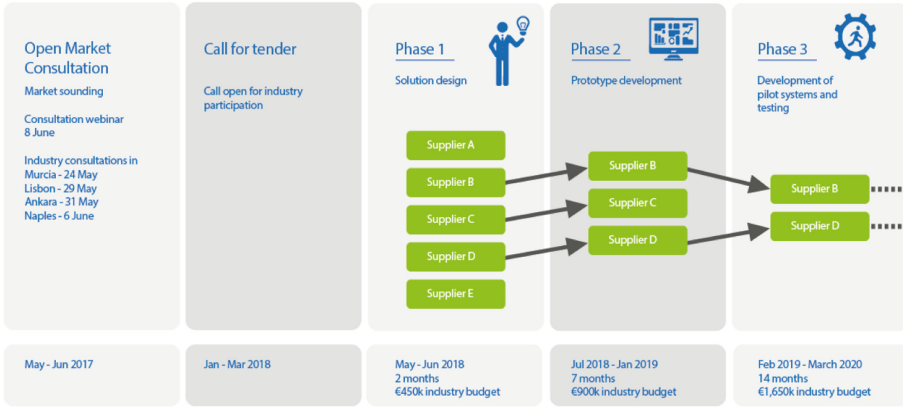 Open Market
Consultation
Market sounding
Consultation webinar
8 June
Industry consultations in
Murcia - 24 May
Lisbon - 29 May
Ankara - 31 May
Naples - 6 June
May - Jun 2017
Call for tender
Call open for industry
participation
Jan - Mar 2018
Phase 1
Solution design
Supplier A
Supplier B
Supplier C
Supplier D
Supplier E
May - Jun 2018
2 months
€450k industry budget
Phase 2
Prototype development
Supplier B
Supplier C
Supplier D
Jul 2018 - Jan 2019
7 months
€900k industry budget
Phase 3
Development of
pilot systems and
testing
Supplier B
Supplier D
Feb 2019 - March 2020
14 months
€1,650k industry budget